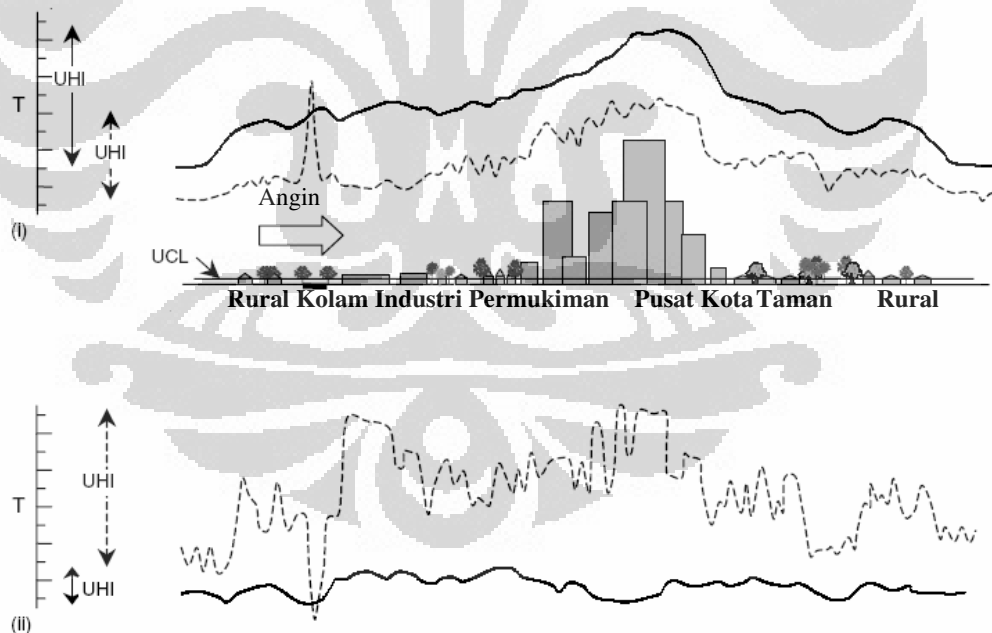 UHI
T
UHI
Angin
(i)
UCL
Rural Kolam Industri Permukiman Pusat Kota Taman Rural
UHI
T
UHI
(ii)